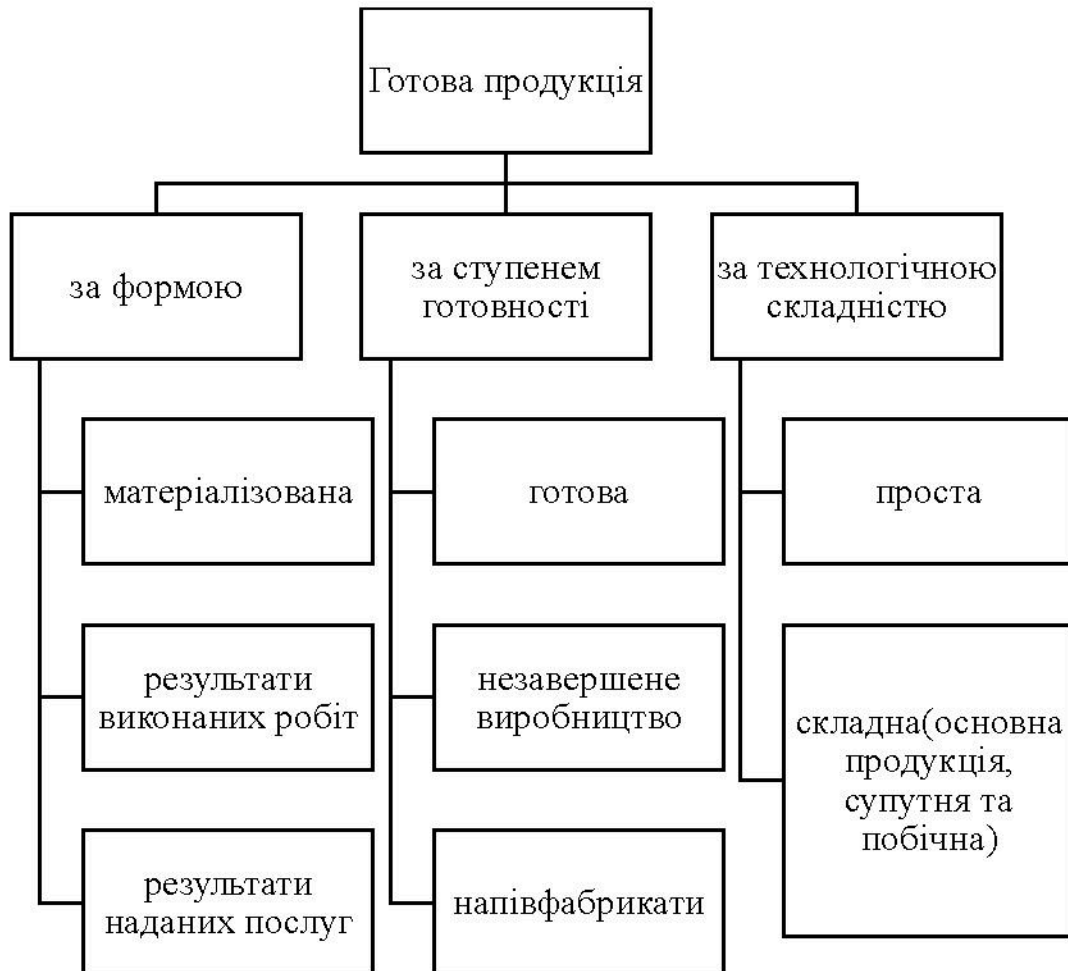 Готова продукція
за формою
за ступенем
готовності
за технологічною
складністю
матеріалізована
готова
проста
результати
виконаних робіт
незавершене
виробництво
складна(основна
продукція,
супутня та
побічна)
результати
наданих послуг
напівфабрикати